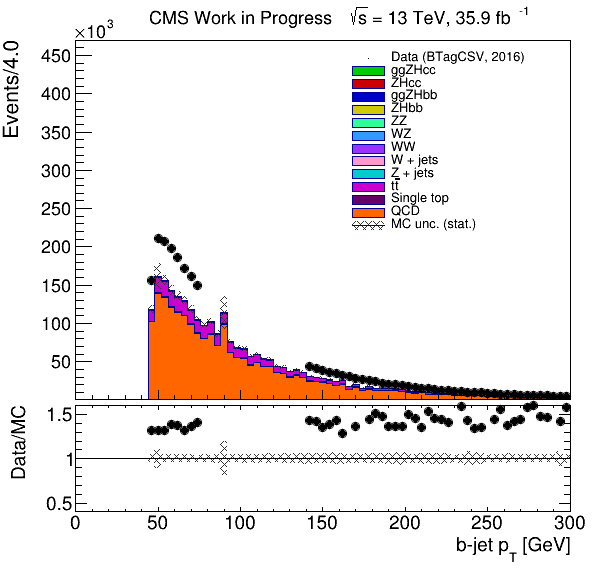 CMS Work in Progress √s = 13 TeV, 35.9 fb⁻¹
×10³
Events/4.0
450
400
350
300
250
200
150
100
50
Data (BTagCSV, 2016)
ggZHcc
ZHcc
ggZHbb
ZHbb
ZZ
WZ
WW
W + jets
Z + jets
tt̅
Single top
QCD
MC unc. (stat.)
Data/MC
1.5
1
0.5
0 50 100 150 200 250 300
b-jet p_T [GeV]